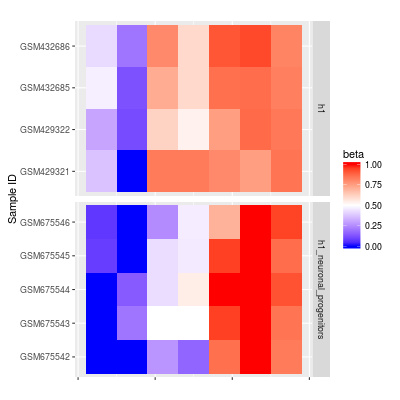 Sample ID
GSM432686
GSM432685
GSM429322
GSM429321
h1
GSM675546
GSM675545
GSM675544
GSM675543
GSM675542
h1_neuronal_progenitors
beta
1.00
0.75
0.50
0.25
0.00